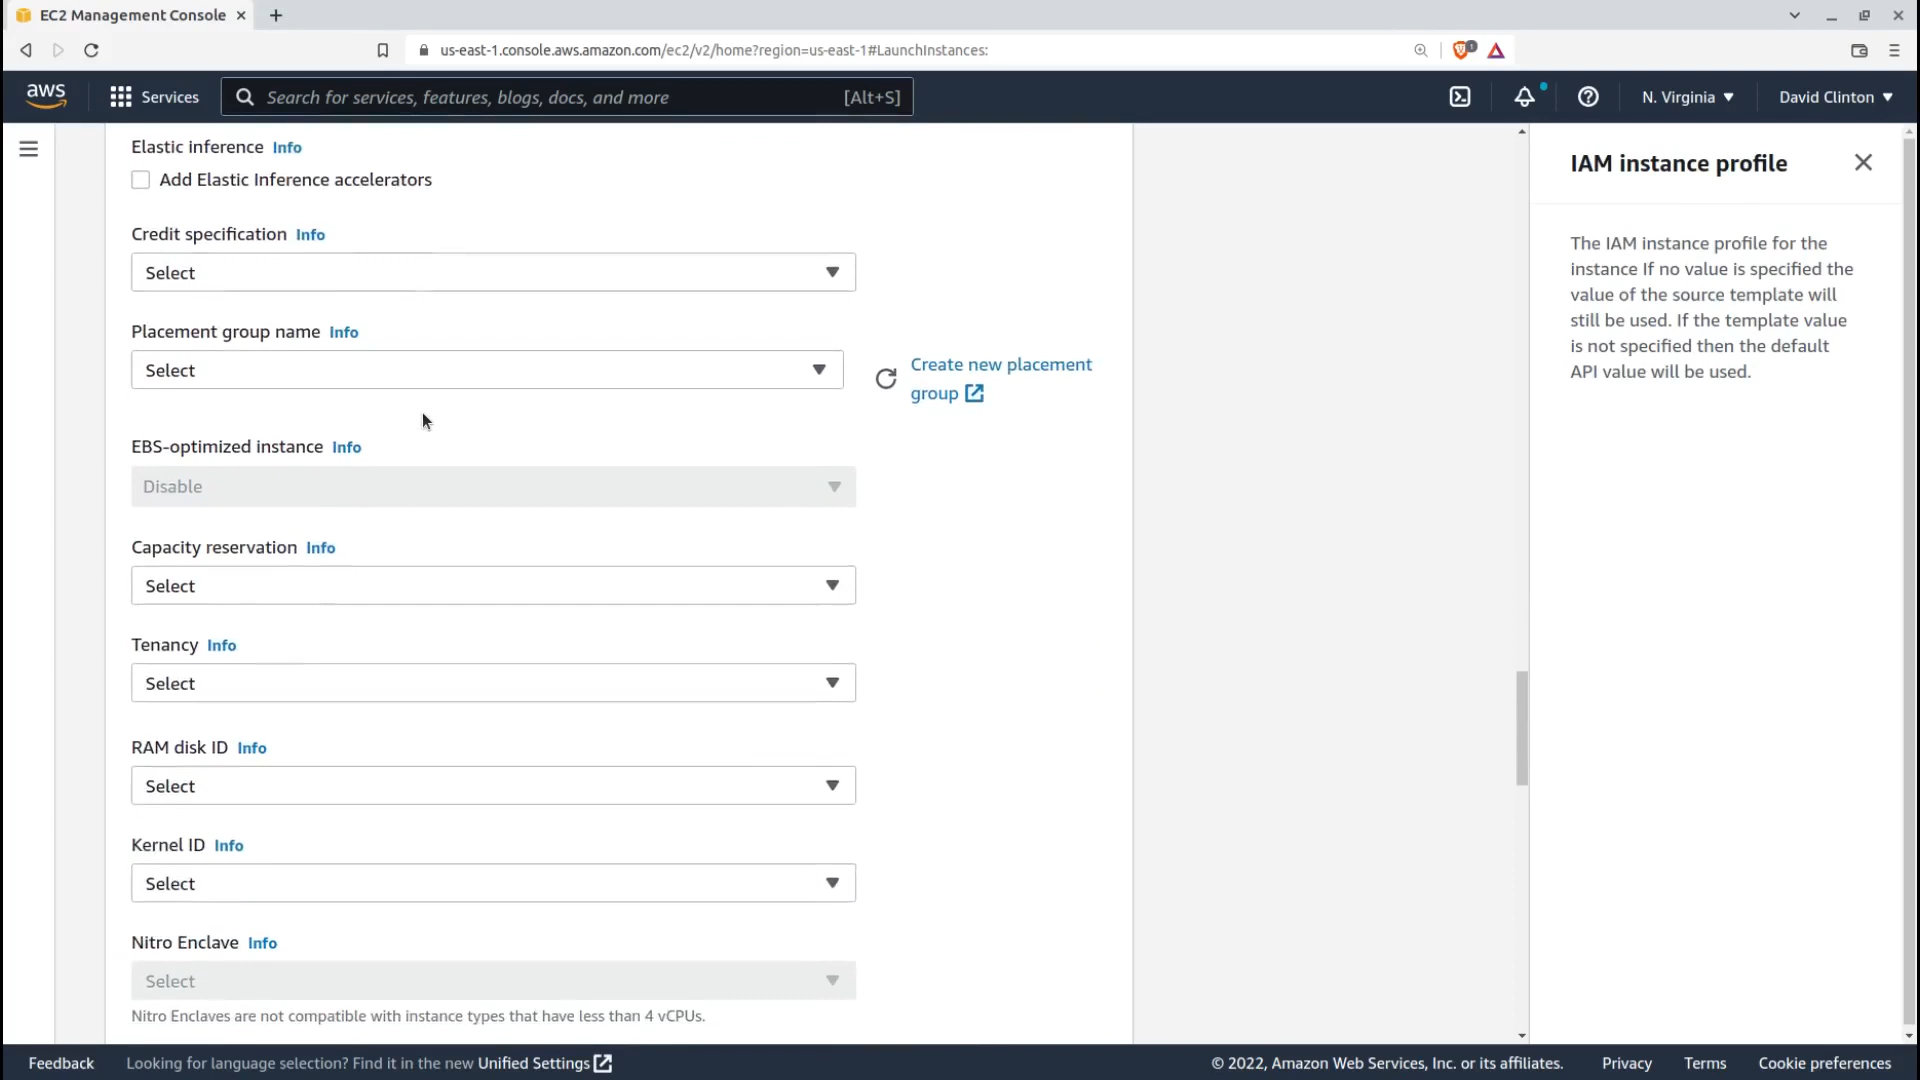 EC2 Management Console
us-east-1.console.aws.amazon.com/ec2/v2/home?region=us-east-1#LaunchInstances:
1
aws
Services
Search for services, features, blogs, docs, and more
[Alt+S]
N. Virginia
David Clinton
Elastic inference Info
Add Elastic Inference accelerators
Credit specification Info
Select
Placement group name Info
Select
Create new placement
group
EBS-optimized instance Info
Disable
Capacity reservation Info
Select
Tenancy Info
Select
RAM disk ID Info
Select
Kernel ID Info
Select
Nitro Enclave Info
Select
Nitro Enclaves are not compatible with instance types that have less than 4 vCPUs.
IAM instance profile
The IAM instance profile for the
instance If no value is specified the
value of the source template will
still be used. If the template value
is not specified then the default
API value will be used.
Feedback
Looking for language selection? Find it in the new Unified Settings
© 2022, Amazon Web Services, Inc. or its affiliates.
Privacy
Terms
Cookie preferences